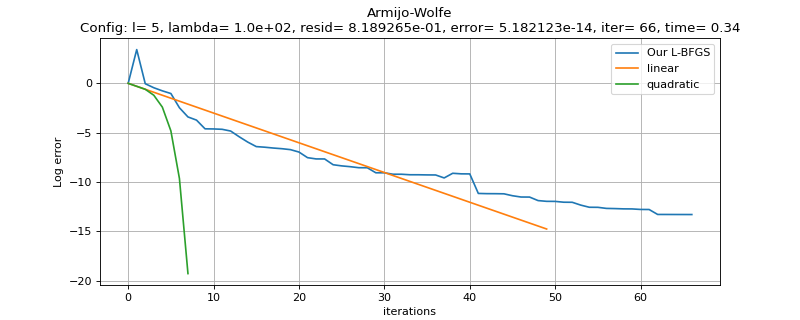 Armijo-Wolfe
Config: l= 5, lambda= 1.0e+02, resid= 8.189265e-01, error= 5.182123e-14, iter= 66, time= 0.34
Our L-BFGS
linear
quadratic
Log error
0
−5
−10
−15
−20
0 10 20 30 40 50 60
iterations